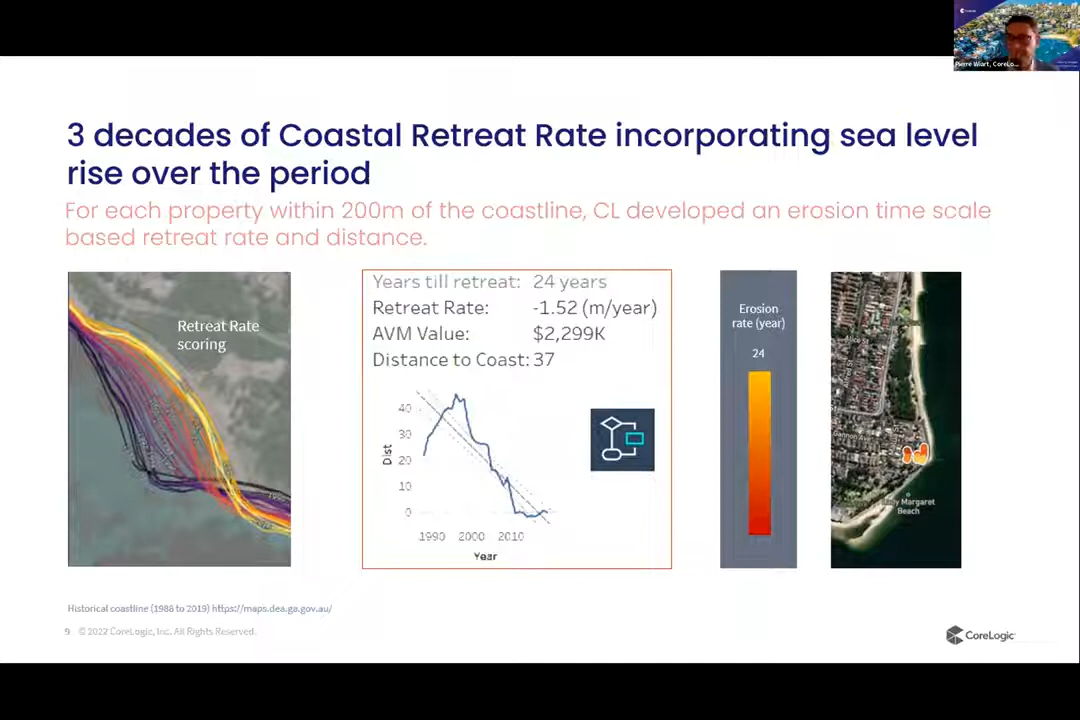 Pierre Wiart, CoreLo...
3 decades of Coastal Retreat Rate incorporating sea level
rise over the period
For each property within 200m of the coastline, CL developed an erosion time scale
based retreat rate and distance.
Retreat Rate
scoring
Years till retreat: 24 years
Retreat Rate: -1.52 (m/year)
AVM Value: $2,299K
Distance to Coast: 37
40
30
20
10
0
Dist
1990 2000 2010
Year
Erosion
rate (year)
24
Margaret
Beach
Historical coastline (1988 to 2019) https://maps.dea.ga.gov.au/
9 © 2022 CoreLogic, Inc. All Rights Reserved.
CoreLogic